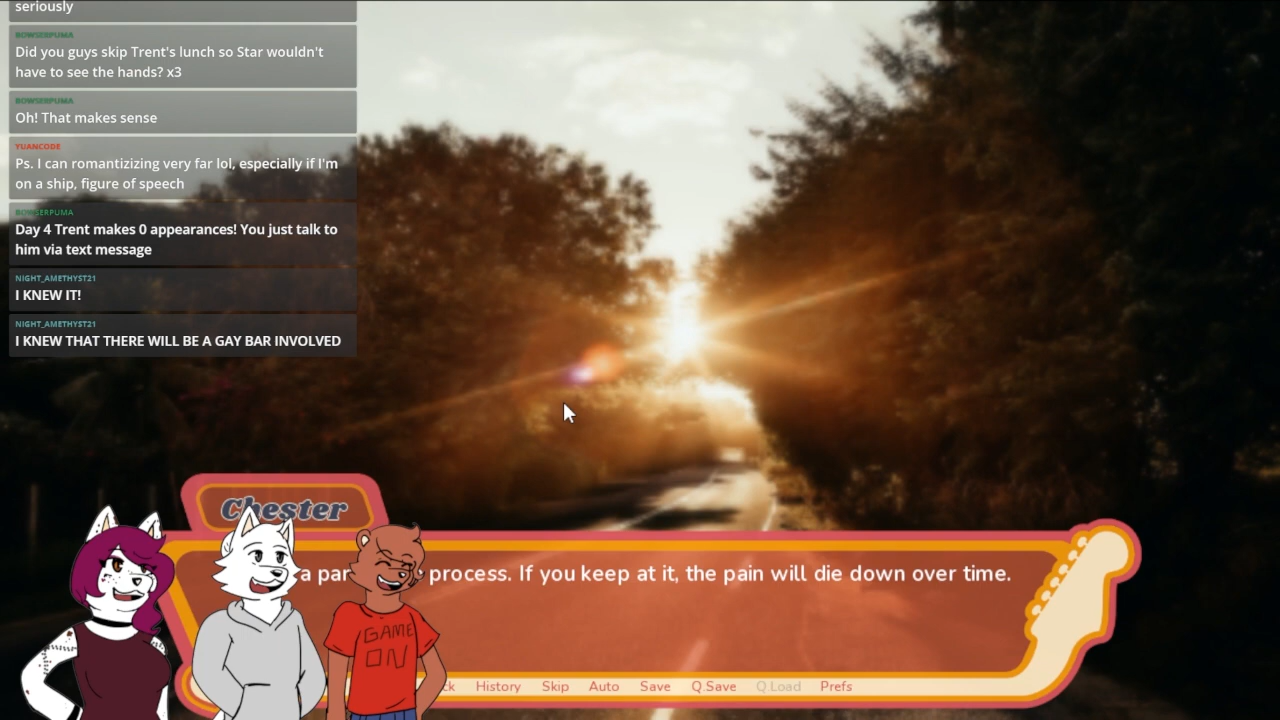 seriously
BOWSERPUMA
Did you guys skip Trent's lunch so Star wouldn't
have to see the hands? x3
BOWSERPUMA
Oh! That makes sense
YUANCODE
Ps. I can romantizizing very far lol, especially if I'm
on a ship, figure of speech
BOWSERPUMA
Day 4 Trent makes 0 appearances! You just talk to
him via text message
NIGHT_AMETHYST21
I KNEW IT!
NIGHT_AMETHYST21
I KNEW THAT THERE WILL BE A GAY BAR INVOLVED
Chester
a par process. If you keep at it, the pain will die down over time.
GAME
ON
ck History Skip Auto Save Q.Save Q.Load Prefs